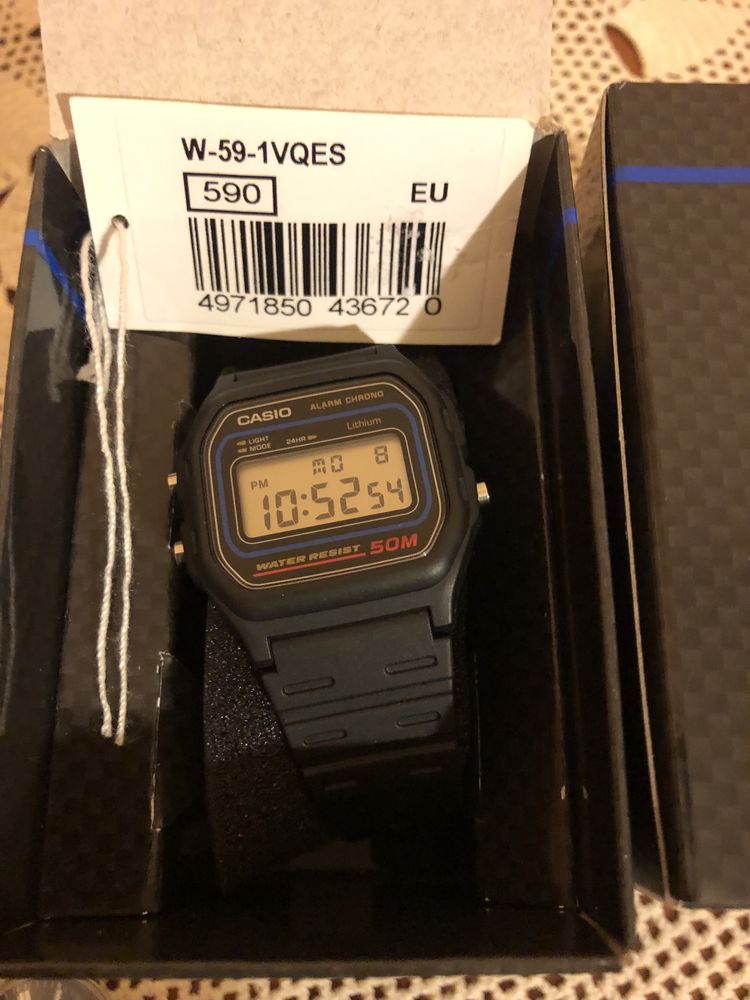 W-59-1VQES
590 EU
4971850 43672 0
CASIO ALARM CHRONO
LIGHT
MODE 24HR Lithium
MO 8
PM 10:52 54
WATER RESIST 50M